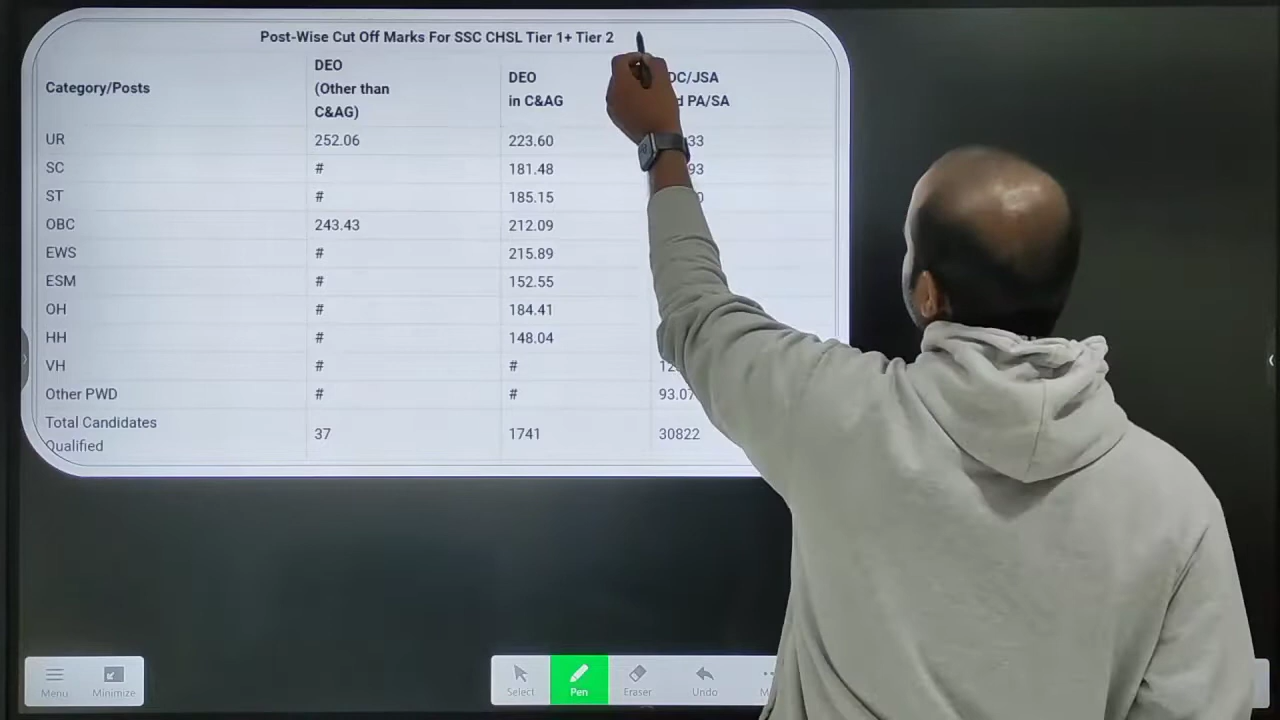 Post-Wise Cut Off Marks For SSC CHSL Tier 1+ Tier 2
Category/Posts DEO (Other than C&AG) DEO in C&AG DC/JSA PA/SA
UR 252.06 223.60 33
SC # 181.48 93
ST # 185.15
OBC 243.43 212.09
EWS # 215.89
ESM # 152.55
OH # 184.41
HH # 148.04
VH # #
Other PWD # # 93.07
Total Candidates Qualified 37 1741 30822
Menu Minimize Select Pen Eraser Undo